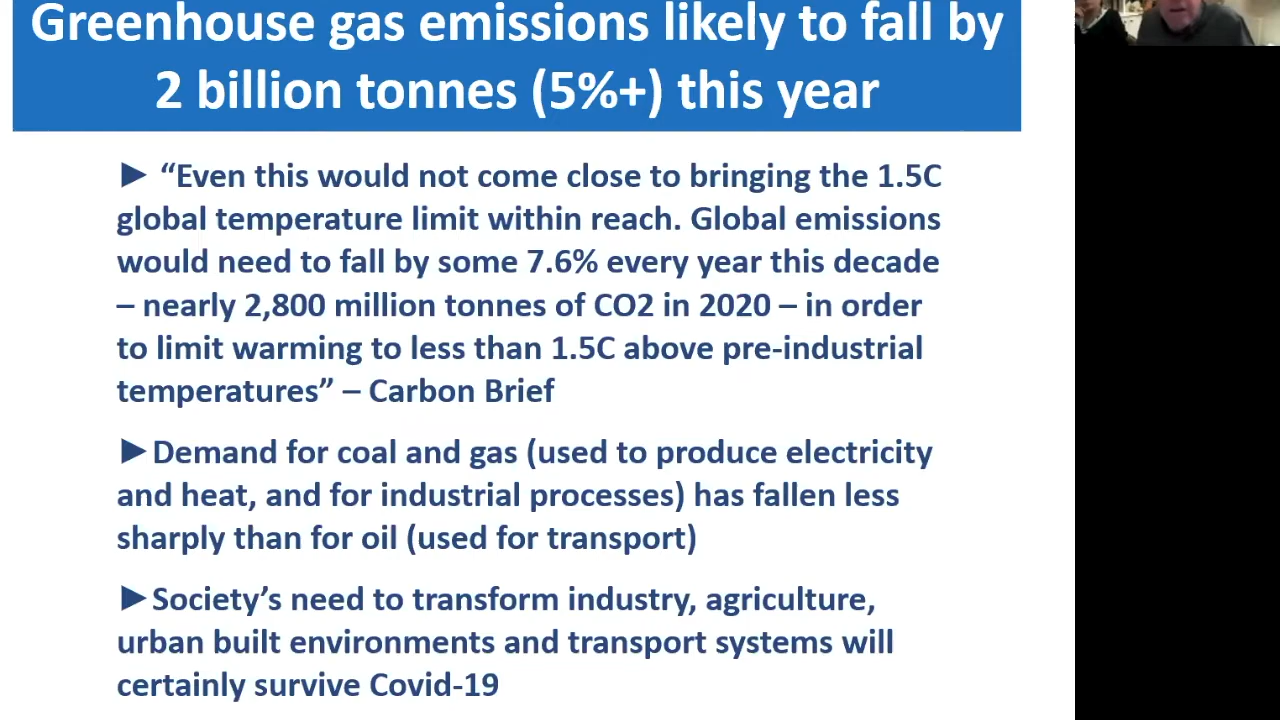 Greenhouse gas emissions likely to fall by
2 billion tonnes (5%+) this year
► “Even this would not come close to bringing the 1.5C
global temperature limit within reach. Global emissions
would need to fall by some 7.6% every year this decade
– nearly 2,800 million tonnes of CO2 in 2020 – in order
to limit warming to less than 1.5C above pre-industrial
temperatures” – Carbon Brief
►Demand for coal and gas (used to produce electricity
and heat, and for industrial processes) has fallen less
sharply than for oil (used for transport)
►Society’s need to transform industry, agriculture,
urban built environments and transport systems will
certainly survive Covid-19